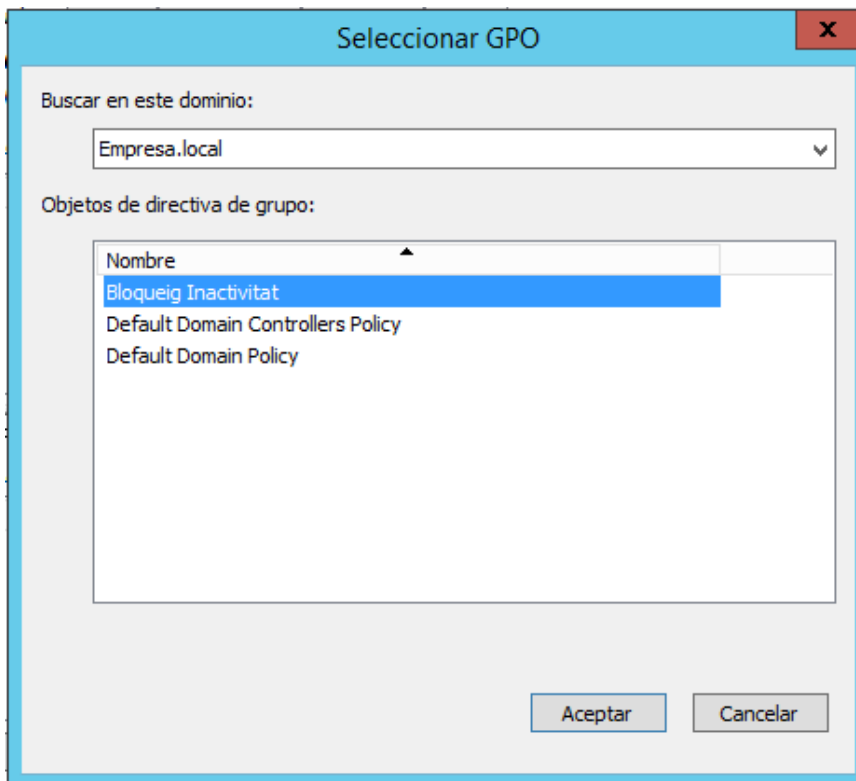 Seleccionar GPO
x
Buscar en este dominio:
Empresa.local
Objetos de directiva de grupo:
Nombre
Bloqueig Inactivitat
Default Domain Controllers Policy
Default Domain Policy
Aceptar
Cancelar